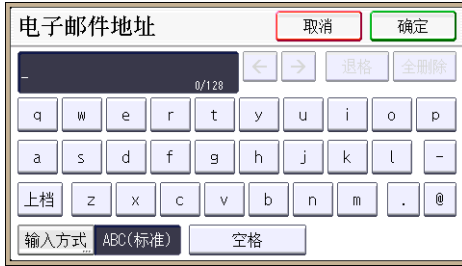 电子邮件地址 取消 确定
_ 0/128 ← → 退格 全删除
q w e r t y u i o p
a s d f g h j k l -
上档 z x c v b n m . @
输入方式 ABC(标准) 空格